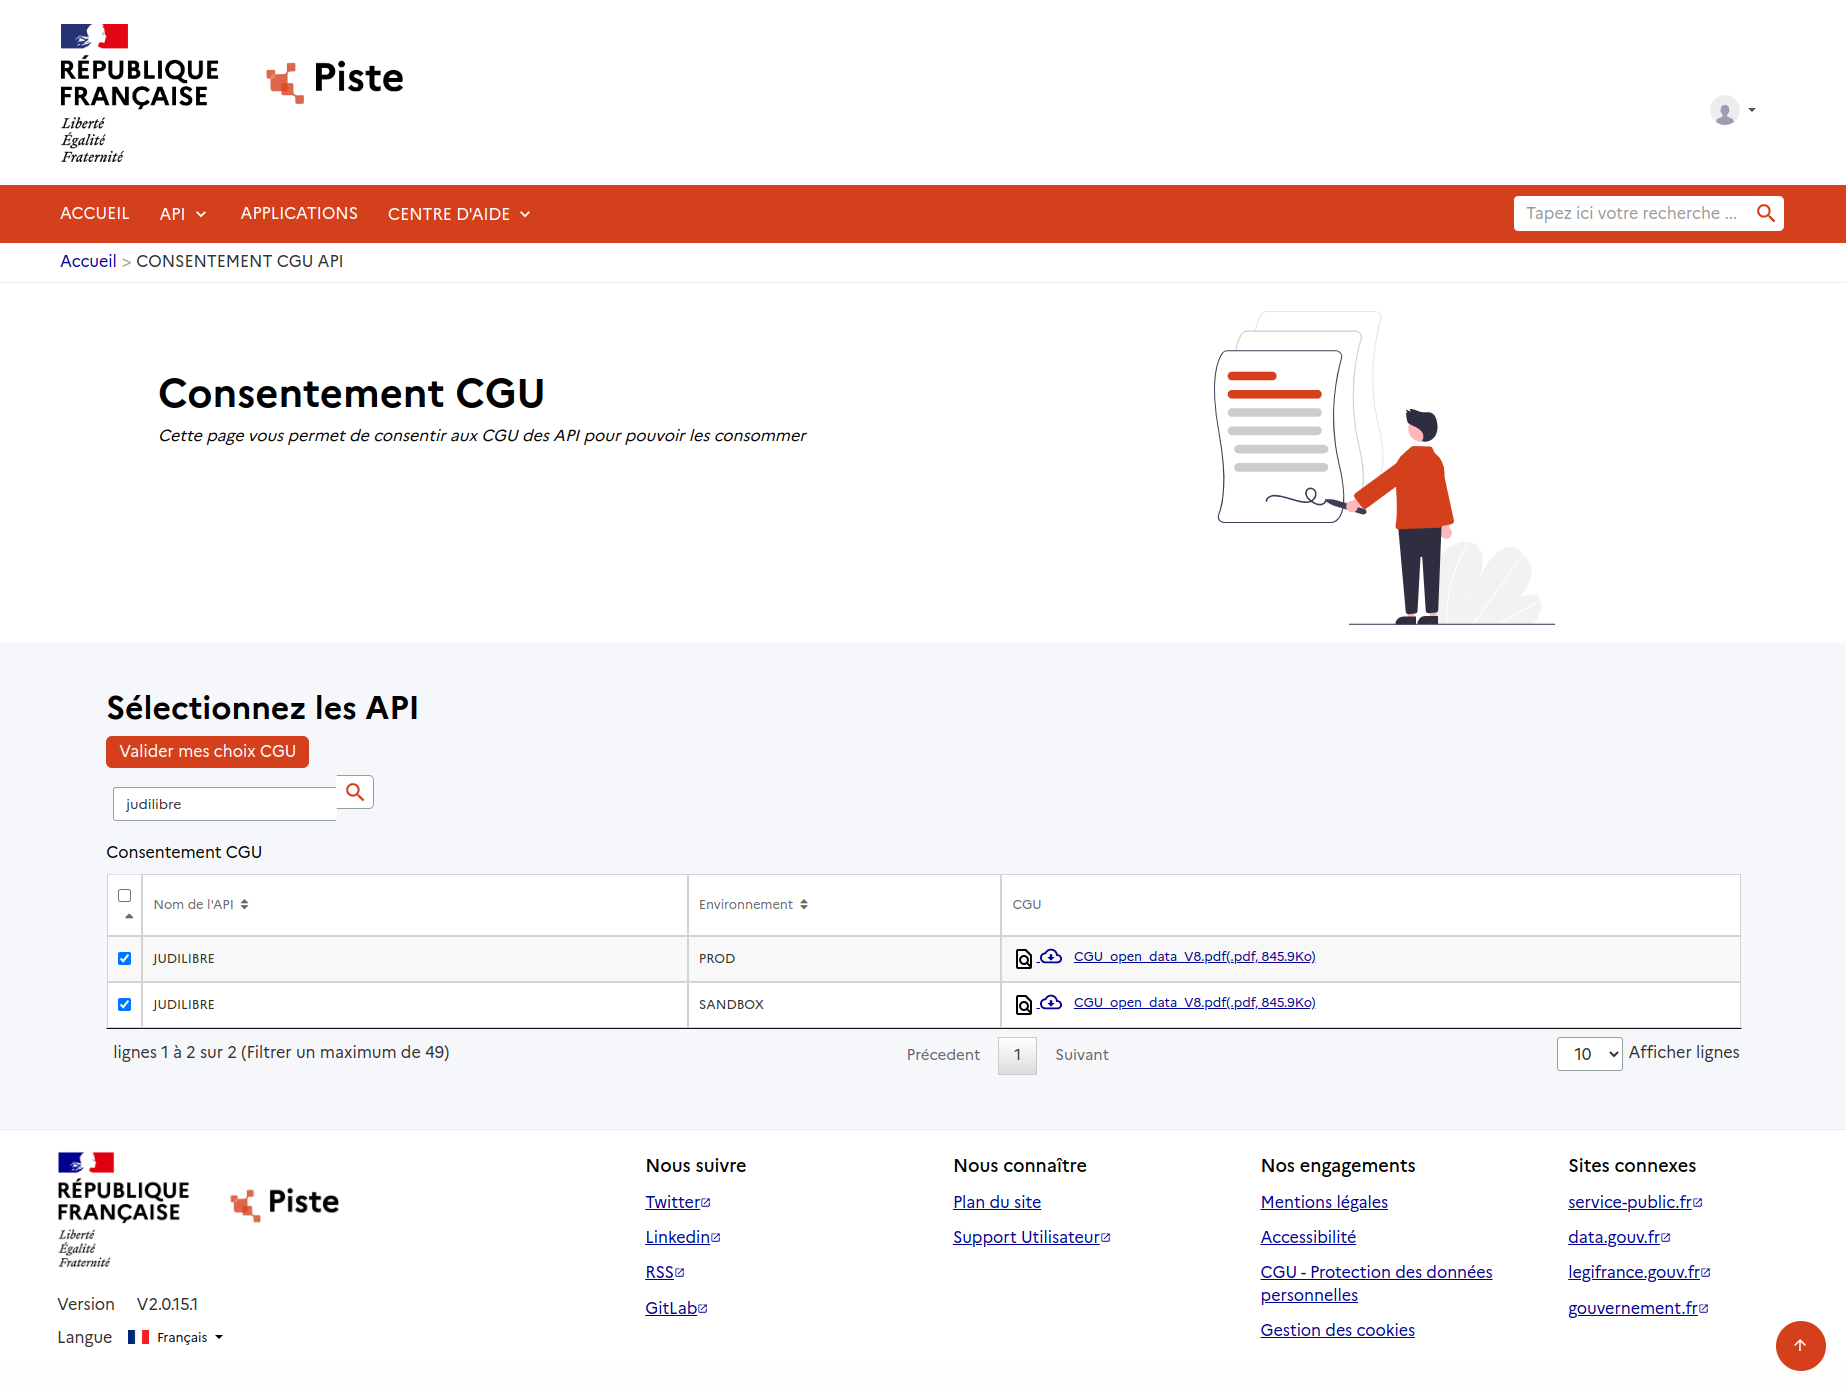 RÉPUBLIQUE
FRANÇAISE
Liberté
Égalité
Fraternité
Piste
ACCUEIL API APPLICATIONS CENTRE D'AIDE Tapez ici votre recherche ...
Accueil > CONSENTEMENT CGU API
Consentement CGU
Cette page vous permet de consentir aux CGU des API pour pouvoir les consommer
Sélectionnez les API
Valider mes choix CGU
judilibre
Consentement CGU
Nom de l'API Environnement CGU
JUDILIBRE PROD CGU_open_data_V8.pdf(.pdf, 845.9Ko)
JUDILIBRE SANDBOX CGU_open_data_V8.pdf(.pdf, 845.9Ko)
lignes 1 à 2 sur 2 (Filtrer un maximum de 49) Précedent 1 Suivant 10 Afficher lignes
RÉPUBLIQUE
FRANÇAISE
Liberté
Égalité
Fraternité
Piste
Version V2.0.15.1
Langue Français
Nous suivre
Twitter
Linkedin
RSS
GitLab
Nous connaître
Plan du site
Support Utilisateur
Nos engagements
Mentions légales
Accessibilité
CGU - Protection des données
personnelles
Gestion des cookies
Sites connexes
service-public.fr
data.gouv.fr
legifrance.gouv.fr
gouvernement.fr